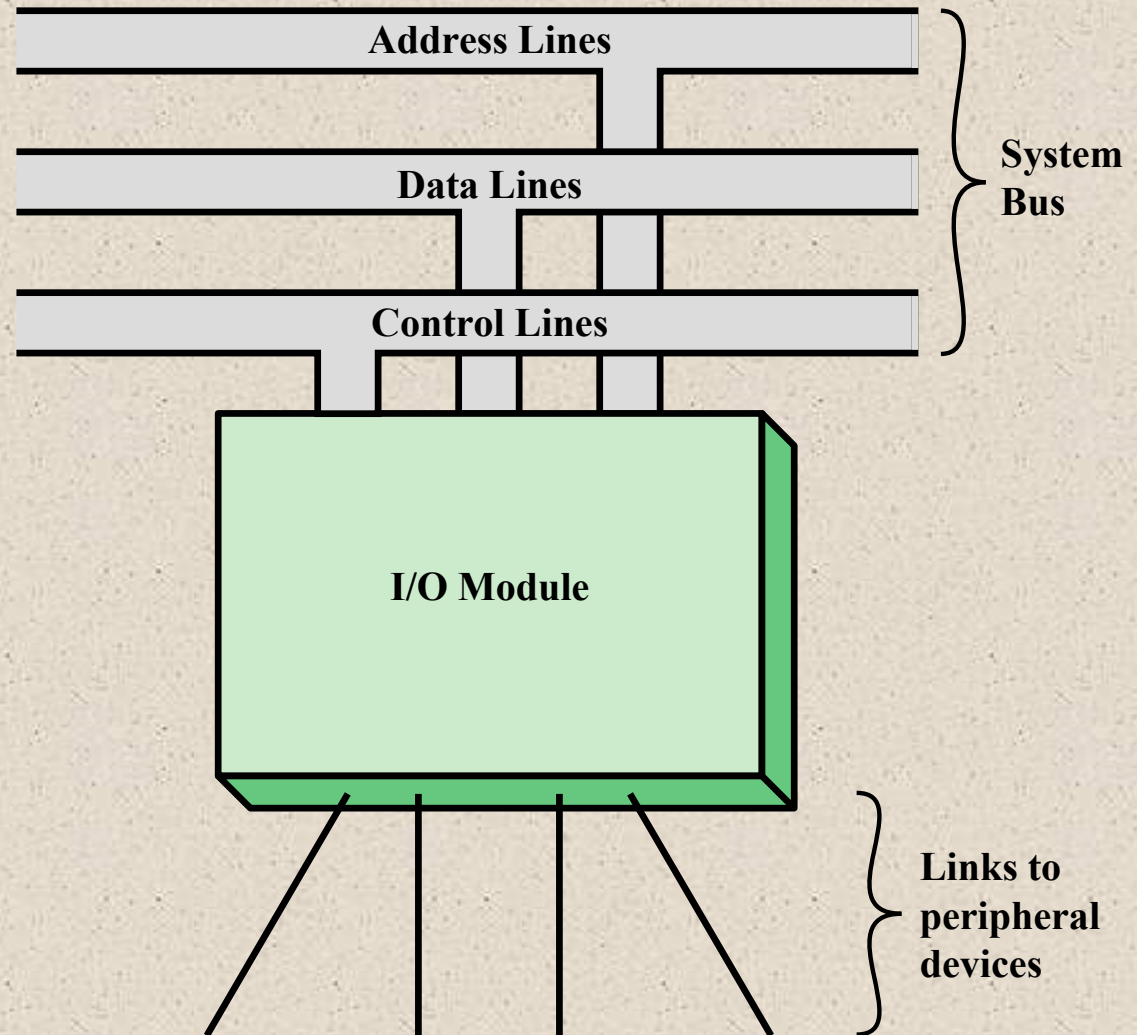 Address Lines
Data Lines
System
Bus
Control Lines
I/O Module
Links to
peripheral
devices